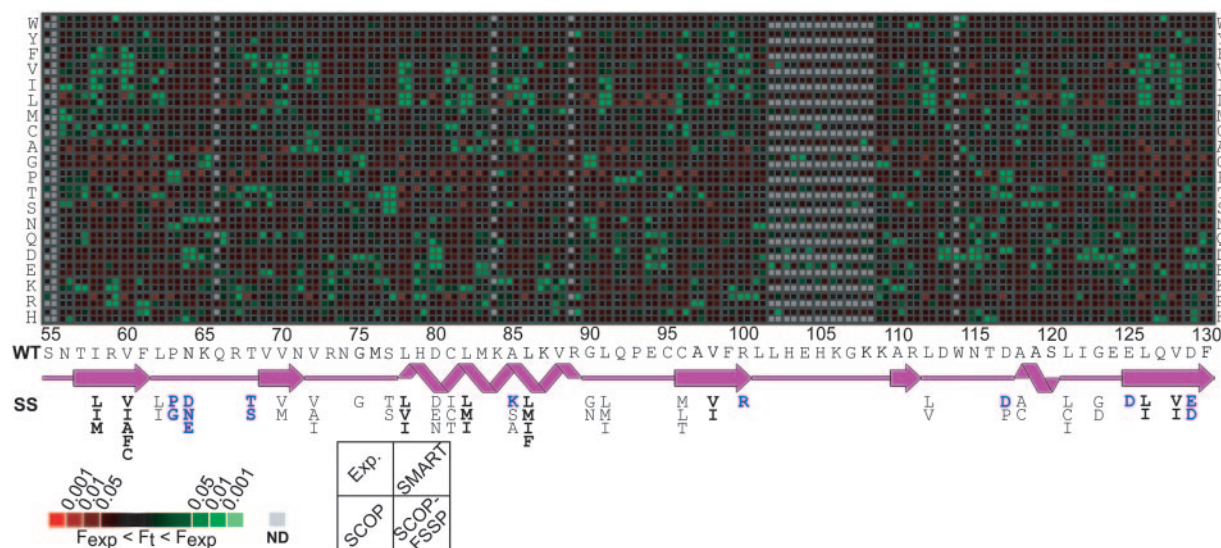 W
Y
F
V
I
L
M
C
A
G
P
T
S
N
Q
D
E
K
R
H
55 60 65 70 75 80 85 90 95 100 105 110 115 120 125 130
WT SNTIRVFLPNKQRTVVNVRNGMSLHDCLMKALKVRGLQPECCAVFRLLHEHKGKKARLDWNTDAASLIGEELQVDF
SS L V L P D T V V G T L D I L K L G L M V R L D A L G D L V E
I I I G N S M A S V E C M S M N M L I V P C C D I I D
M A E I I N T I A I I T I
F F
C
Exp. SMART
SCOP SCOP-FSSP
0.001 0.01 0.05 0.05 0.01 0.001
Fexp < Ft < Fexp ND